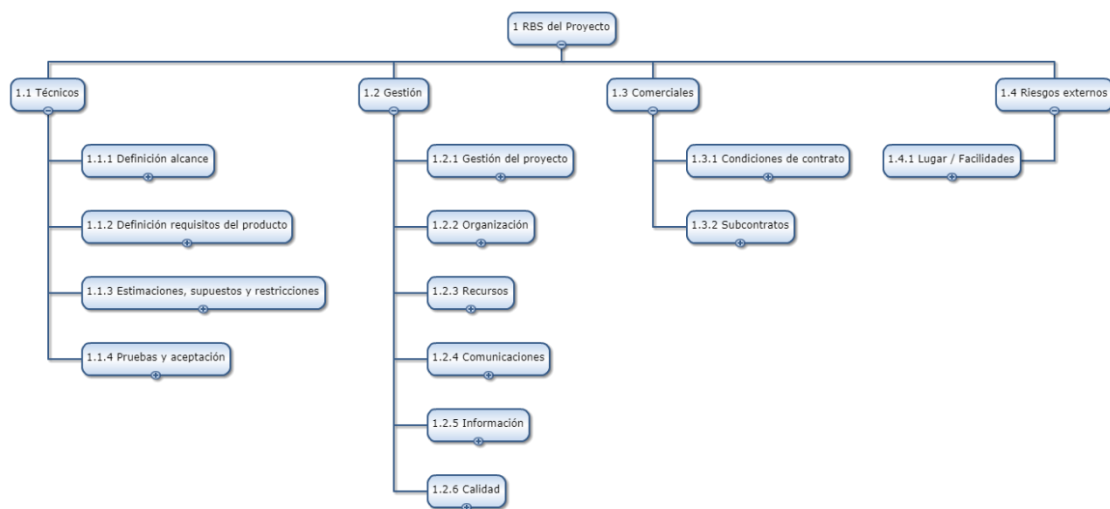 1 RBS del Proyecto
1.1 Técnicos
1.2 Gestión
1.3 Comerciales
1.4 Riesgos externos
1.1.1 Definición alcance
1.2.1 Gestión del proyecto
1.3.1 Condiciones de contrato
1.4.1 Lugar / Facilidades
1.1.2 Definición requisitos del producto
1.2.2 Organización
1.3.2 Subcontratos
1.1.3 Estimaciones, supuestos y restricciones
1.2.3 Recursos
1.1.4 Pruebas y aceptación
1.2.4 Comunicaciones
1.2.5 Información
1.2.6 Calidad